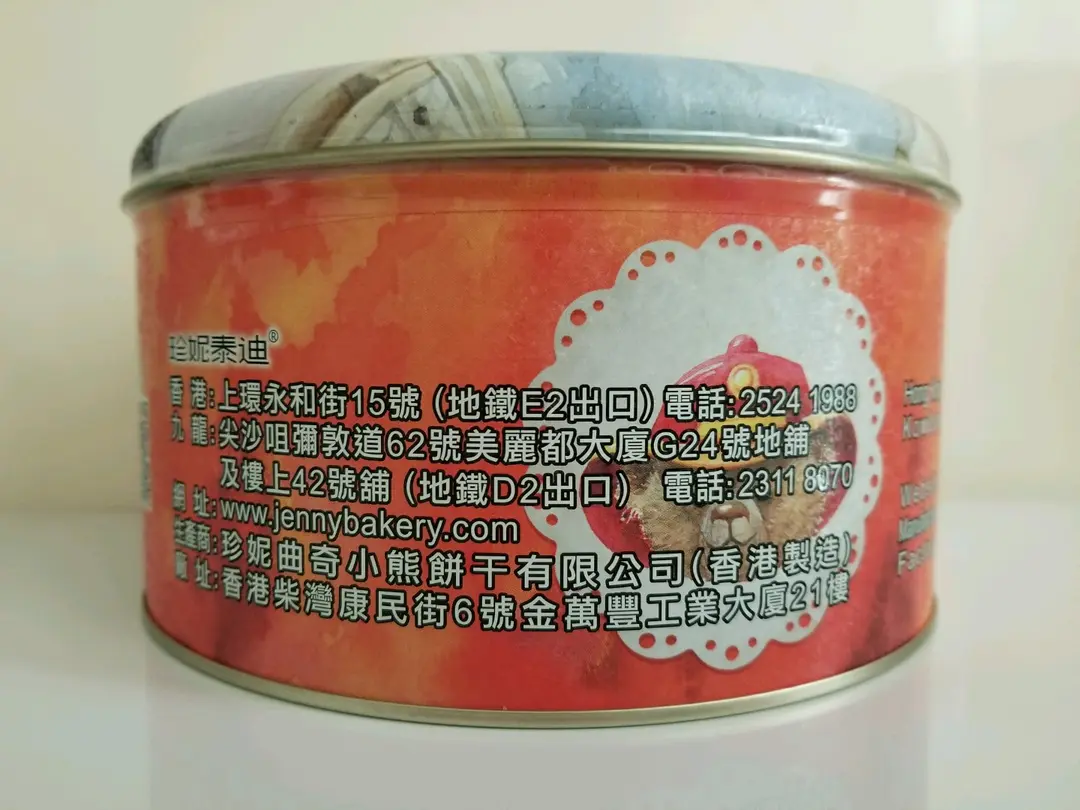 珍妮泰迪®
香港:上環永和街15號(地鐵E2出口)電話:2524 1988
九龍:尖沙咀彌敦道62號美麗都大廈G24號地舖
及樓上42號舖(地鐵D2出口) 電話:2311 8070
網址:www.jennybakery.com
生產商:珍妮曲奇小熊餅干有限公司(香港製造)
廠址:香港柴灣康民街6號金萬豐工業大廈21樓